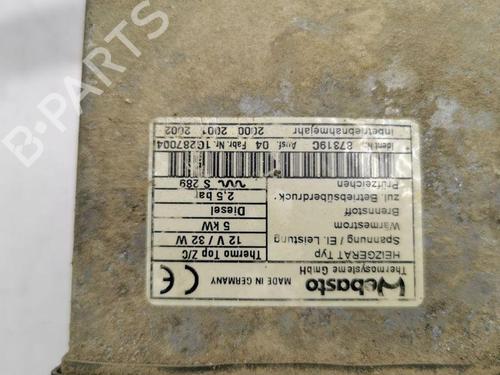 Webasto
Thermosysteme GmbH
MADE IN GERMANY
CE
HEIZGERÄT Typ Thermo Top Z/C
Spannung / El. Leistung 12 V / 32 W
Wärmestrom 5 kW
Brennstoff Diesel
zul. Betriebsüberdruck: 2,5 bar
Prüfzeichen S 289
Ident.Nr. 87319C Ausf. 04 Fabr. Nr. 1C287004
Inbetriebnahmejahr 2000 2001 2002
B-PARTS